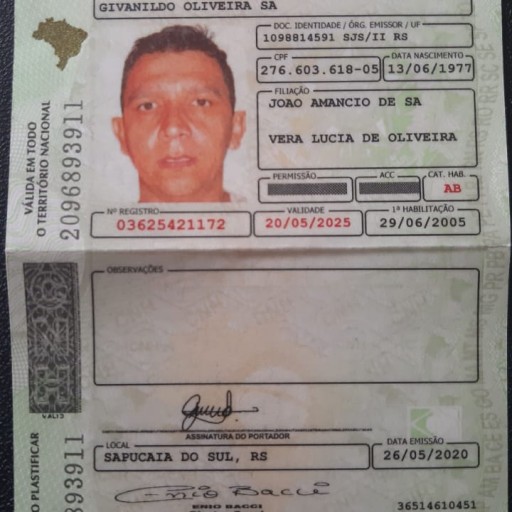 GIVANILDO OLIVEIRA SA
DOC. IDENTIDADE / ÓRG. EMISSOR / UF
1098814591 SJS/II RS
CPF
276.603.618-05
DATA NASCIMENTO
13/06/1977
FILIAÇÃO
JOAO AMANCIO DE SA
VERA LUCIA DE OLIVEIRA
PERMISSÃO
ACC
CAT. HAB.
AB
Nº REGISTRO
03625421172
VALIDADE
20/05/2025
1ª HABILITAÇÃO
29/06/2005
VÁLIDA EM TODO
O TERRITÓRIO NACIONAL
2096893911
OBSERVAÇÕES
ASSINATURA DO PORTADOR
LOCAL
SAPUCAIA DO SUL, RS
DATA EMISSÃO
26/05/2020
Enio Bacci
ENIO BACCI
36514610451
O PLASTIFICAR
893911